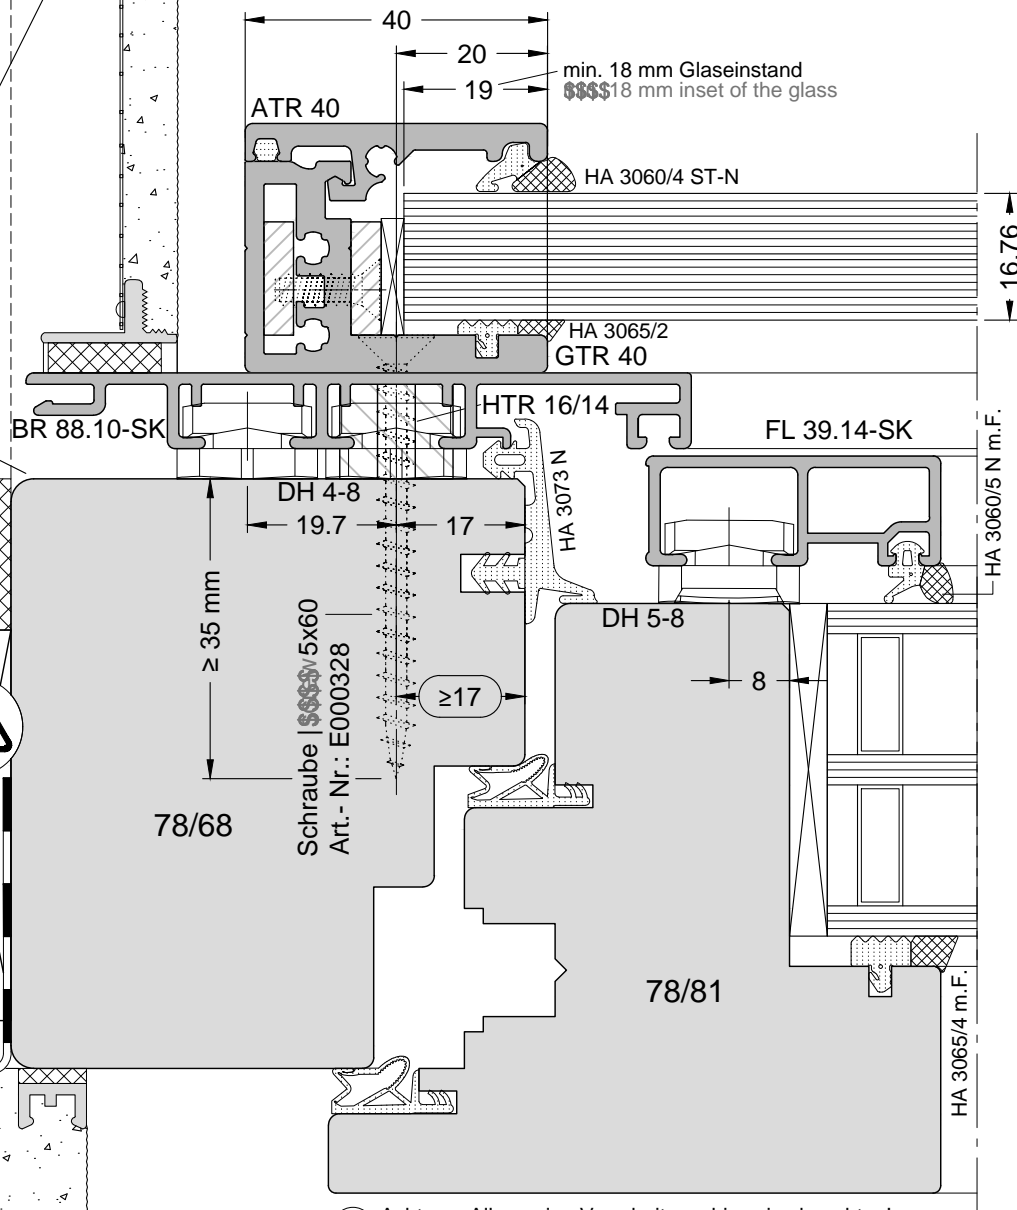 40
20
19
min. 18 mm Glaseinstand
18 mm inset of the glass
ATR 40
HA 3060/4 ST-N
16.76
HA 3065/2
GTR 40
HTR 16/14
BR 88.10-SK
FL 39.14-SK
HA 3060/5 N m.F.
HA 3073 N
DH 4-8
19.7
17
≥ 35 mm
DH 5-8
Schraube | 5x60
Art.- Nr.: E000328
8
≥17
78/68
78/81
HA 3065/4 m.F.